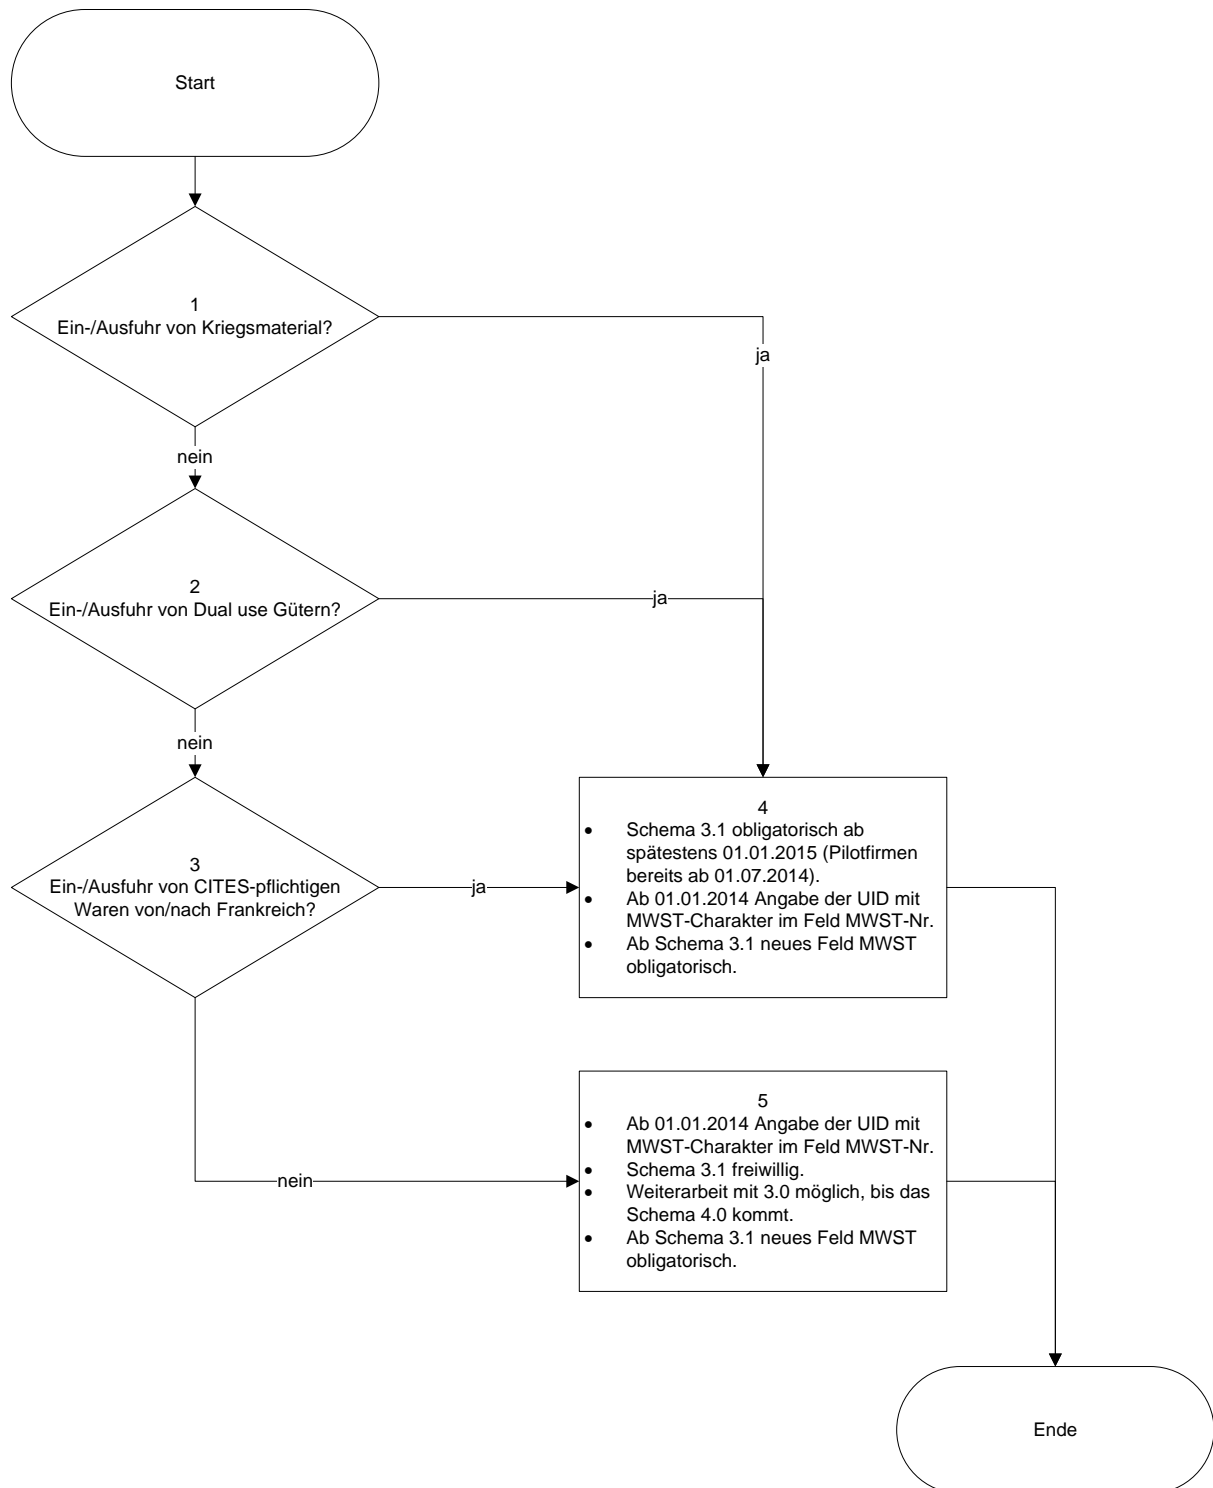 Start
1
Ein-/Ausfuhr von Kriegsmaterial?
ja
nein
2
Ein-/Ausfuhr von Dual use Gütern?
ja
nein
3
Ein-/Ausfuhr von CITES-pflichtigen
Waren von/nach Frankreich?
ja
4
• Schema 3.1 obligatorisch ab
spätestens 01.01.2015 (Pilotfirmen
bereits ab 01.07.2014).
• Ab 01.01.2014 Angabe der UID mit
MWST-Charakter im Feld MWST-Nr.
• Ab Schema 3.1 neues Feld MWST
obligatorisch.
nein
5
• Ab 01.01.2014 Angabe der UID mit
MWST-Charakter im Feld MWST-Nr.
• Schema 3.1 freiwillig.
• Weiterarbeit mit 3.0 möglich, bis das
Schema 4.0 kommt.
• Ab Schema 3.1 neues Feld MWST
obligatorisch.
Ende